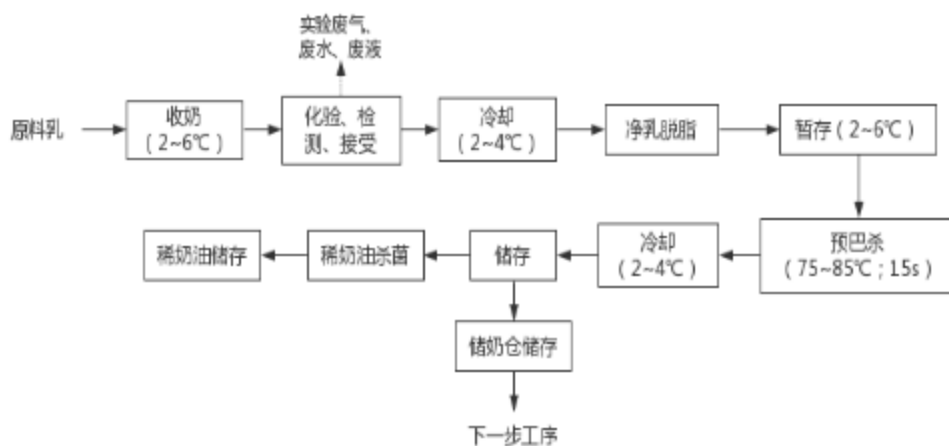 实验废气、
废水、废液
原料乳
收奶
(2~6℃)
化验、检
测、接受
冷却
(2~4℃)
净乳脱脂
暂存(2~6℃)
预巴杀
(75~85℃;15s)
冷却
(2~4℃)
储存
稀奶油杀菌
稀奶油储存
储奶仓储存
下一步工序